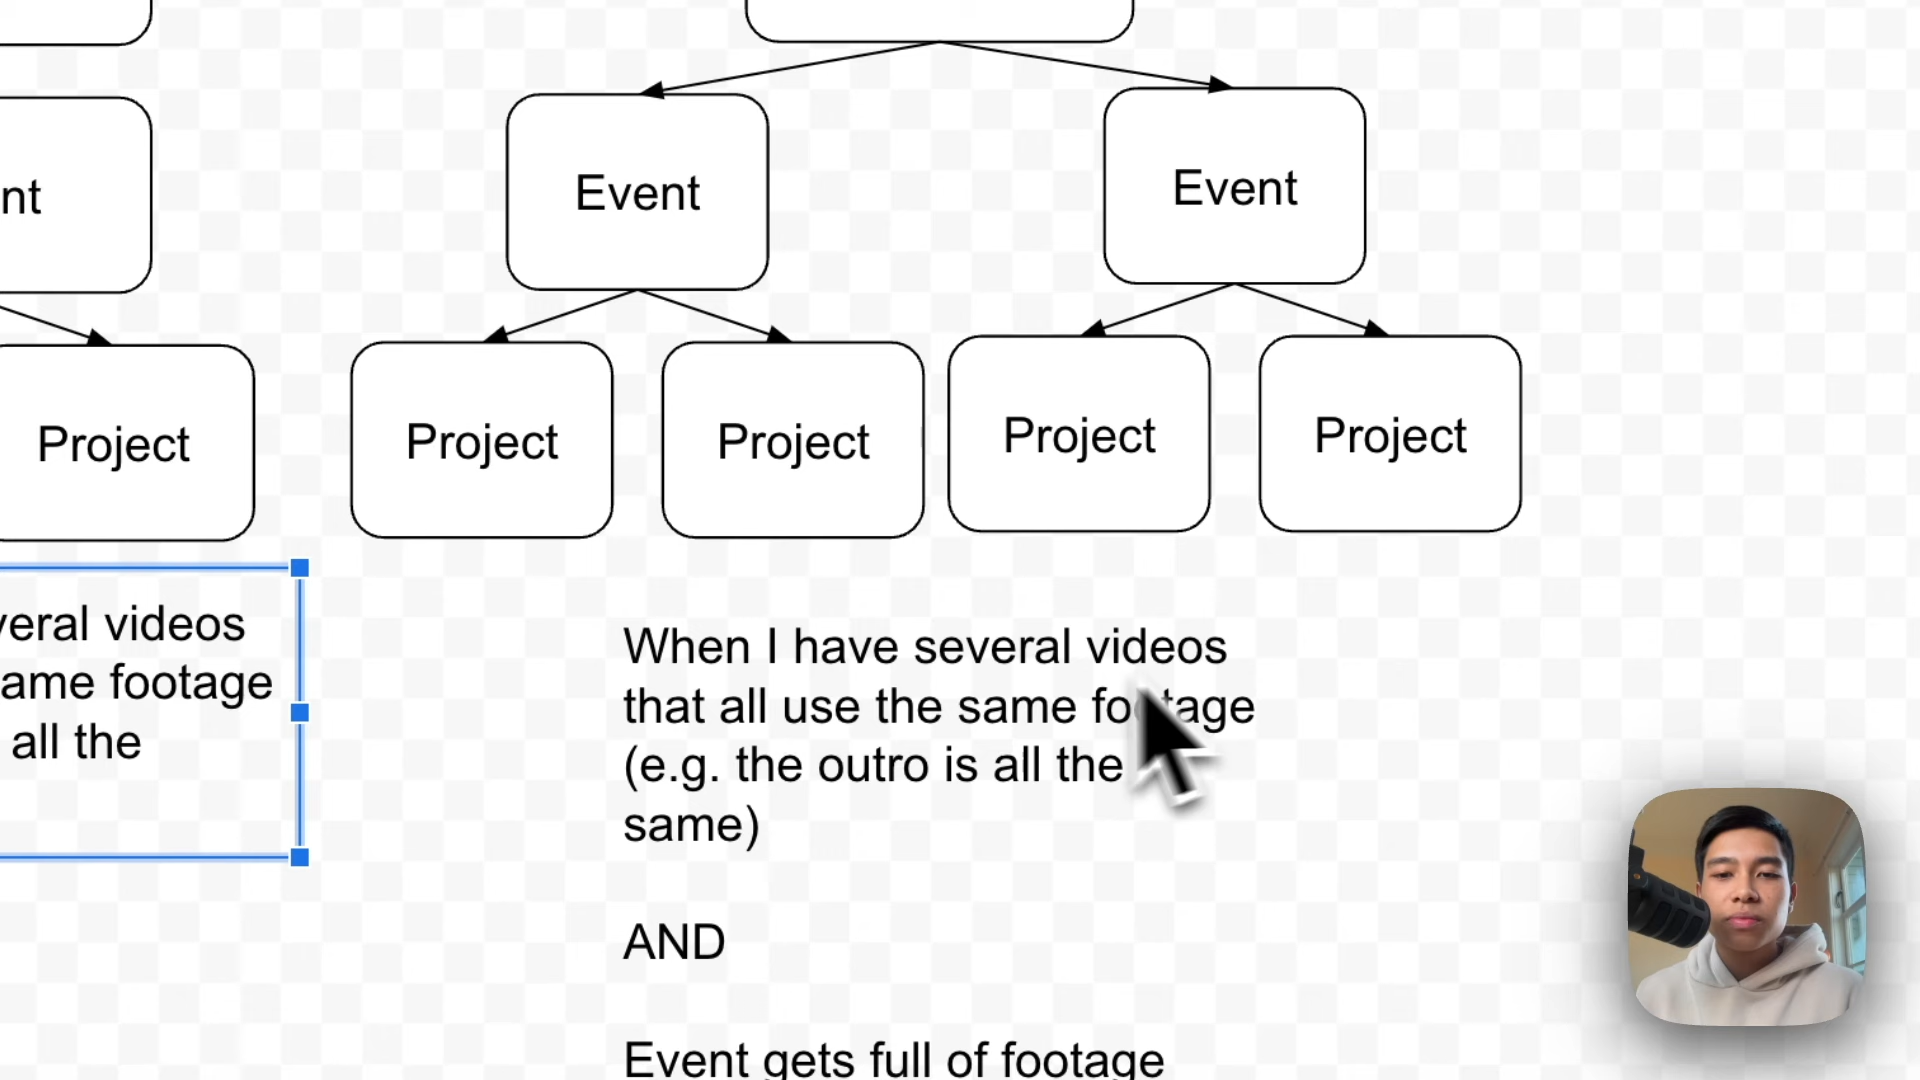 Event
Event
nt
Project
Project
Project
Project
Project
veral videos
ame footage
all the
When I have several videos
that all use the same footage
(e.g. the outro is all the
same)
AND
Event gets full of footage